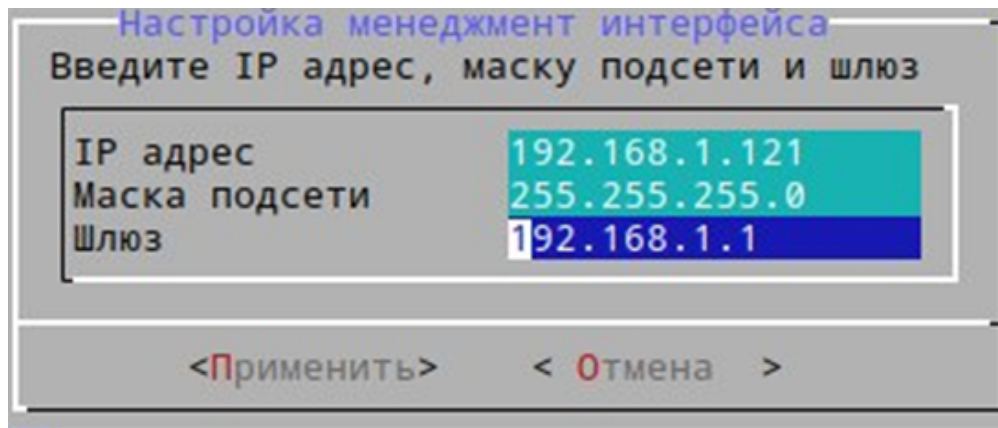 Настройка менеджмент интерфейса
Введите IP адрес, маску подсети и шлюз
IP адрес 192.168.1.121
Маска подсети 255.255.255.0
Шлюз 192.168.1.1
<Применить> < Отмена >